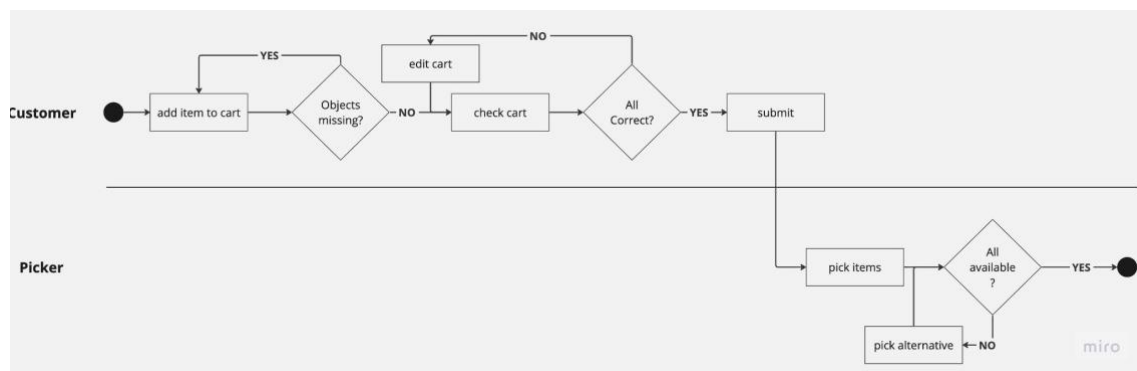 NO
YES
edit cart
Customer
add item to cart
Objects
missing?
NO
check cart
All
Correct?
YES
submit
Picker
pick items
All
available
?
YES
pick alternative
NO
miro